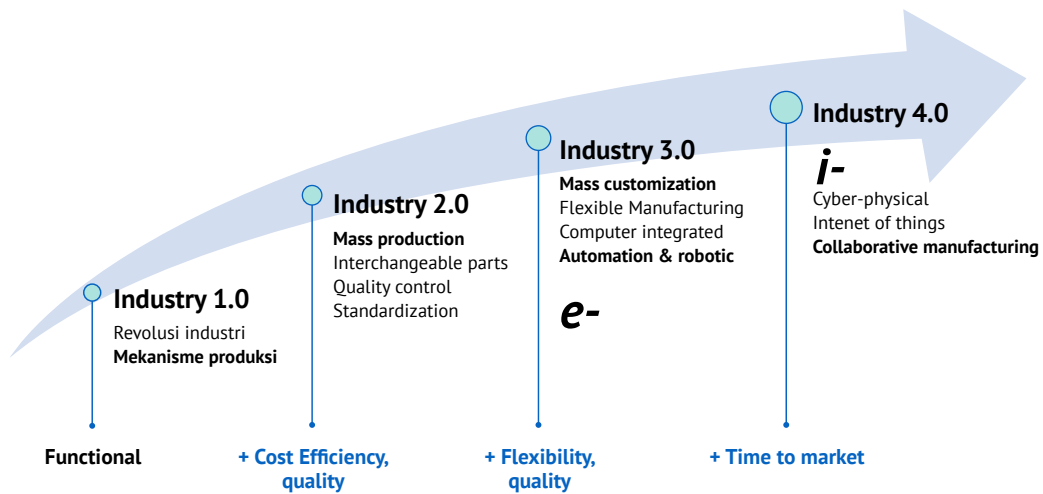 Industry 1.0
Revolusi industri
Mekanisme produksi
Functional
Industry 2.0
Mass production
Interchangeable parts
Quality control
Standardization
+ Cost Efficiency,
quality
Industry 3.0
Mass customization
Flexible Manufacturing
Computer integrated
Automation & robotic
e-
+ Flexibility,
quality
Industry 4.0
i-
Cyber-physical
Intenet of things
Collaborative manufacturing
+ Time to market